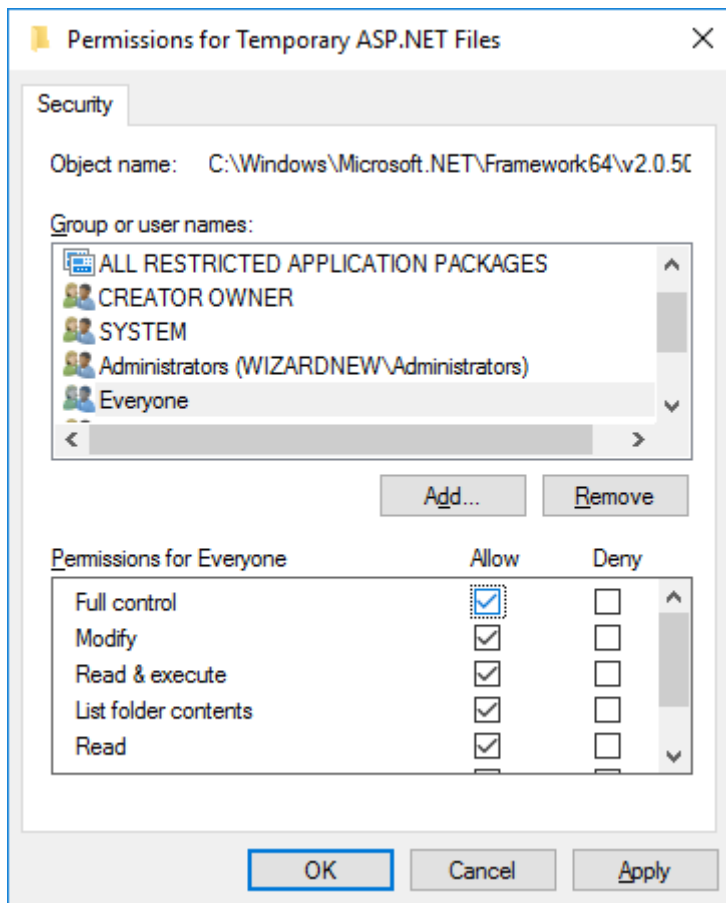 Permissions for Temporary ASP.NET Files
Security
Object name: C:\Windows\Microsoft.NET\Framework64\v2.0.50
Group or user names:
ALL RESTRICTED APPLICATION PACKAGES
CREATOR OWNER
SYSTEM
Administrators (WIZARDNEW\Administrators)
Everyone
Add... Remove
Permissions for Everyone Allow Deny
Full control
Modify
Read & execute
List folder contents
Read
OK Cancel Apply